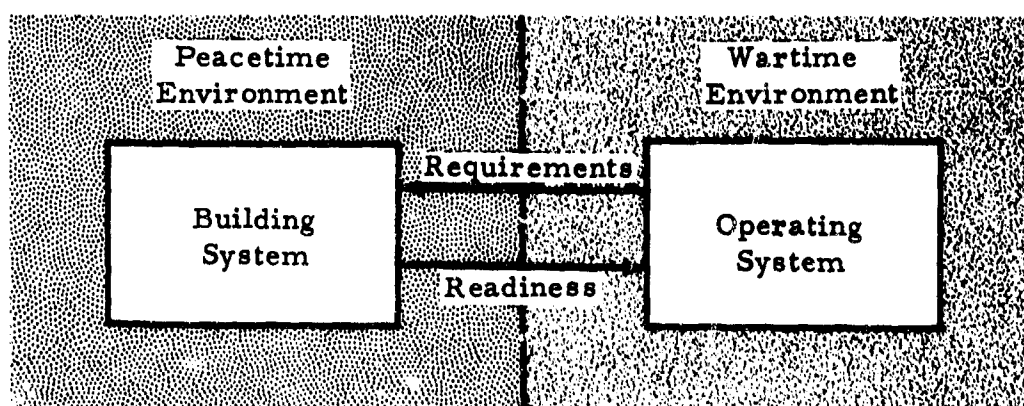 Peacetime
Environment
Wartime
Environment
Requirements
Building
System
Operating
System
Readiness